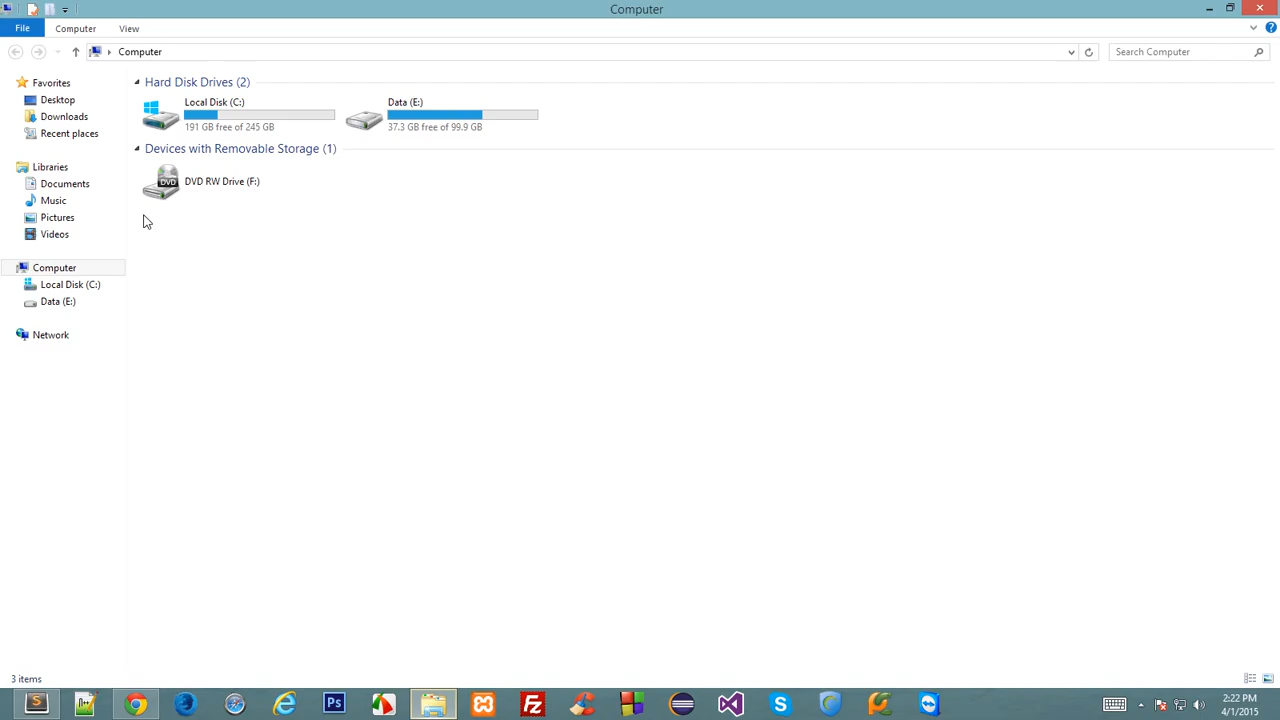 Computer
File
Computer
View
Computer
Search Computer
Favorites
Desktop
Downloads
Recent places
Libraries
Documents
Music
Pictures
Videos
Computer
Local Disk (C:)
Data (E:)
Network
Hard Disk Drives (2)
Local Disk (C:)
191 GB free of 245 GB
Data (E:)
37.3 GB free of 99.9 GB
Devices with Removable Storage (1)
DVD
DVD RW Drive (F:)
3 items
Ps
Fz
2:22 PM
4/1/2015